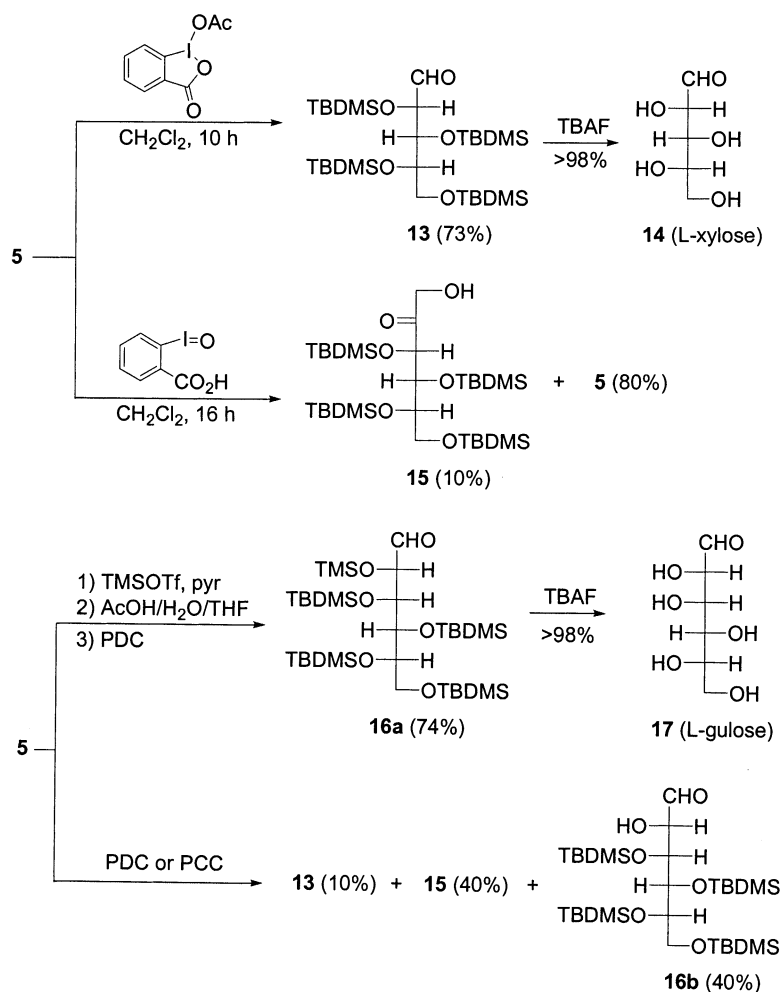 OAc
I
O
O
CH2Cl2, 10 h
CHO
TBDMSO H
H OTBDMS
TBDMSO H
OTBDMS
13 (73%)
TBAF
>98%
CHO
HO H
H OH
HO H
OH
14 (L-xylose)
5
I=O
CO2H
CH2Cl2, 16 h
OH
O
TBDMSO H
H OTBDMS
TBDMSO H
OTBDMS
15 (10%)
+ 5 (80%)
5
1) TMSOTf, pyr
2) AcOH/H2O/THF
3) PDC
CHO
TMSO H
TBDMSO H
H OTBDMS
TBDMSO H
OTBDMS
16a (74%)
TBAF
>98%
CHO
HO H
HO H
H OH
HO H
OH
17 (L-gulose)
PDC or PCC
13 (10%) + 15 (40%) +
CHO
HO H
TBDMSO H
H OTBDMS
TBDMSO H
OTBDMS
16b (40%)